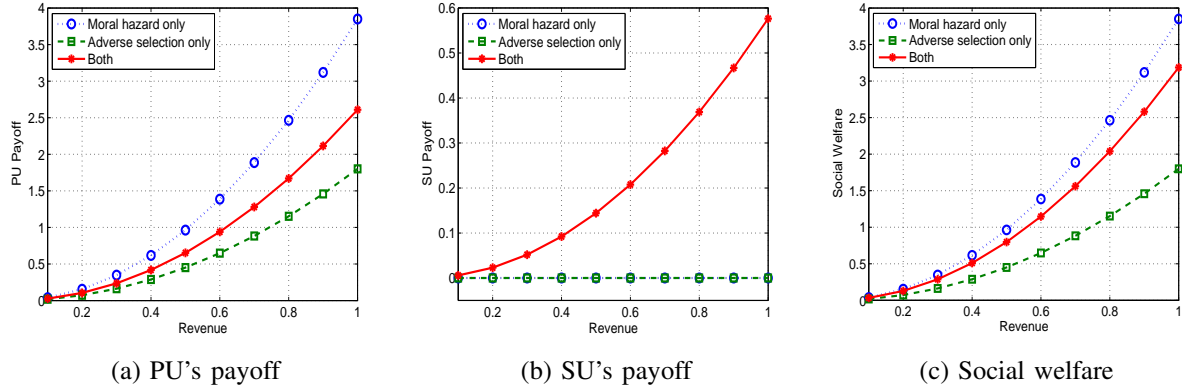 4
3.5
3
2.5
2
1.5
1
0.5
0
0.2
0.4
0.6
0.8
1
Revenue
PU Payoff
Moral hazard only
Adverse selection only
Both
(a) PU's payoff
0.6
0.5
0.4
0.3
0.2
0.1
0
0.2
0.4
0.6
0.8
1
Revenue
SU Payoff
Moral hazard only
Adverse selection only
Both
(b) SU's payoff
4
3.5
3
2.5
2
1.5
1
0.5
0
0.2
0.4
0.6
0.8
1
Revenue
Social Welfare
Moral hazard only
Adverse selection only
Both
(c) Social welfare